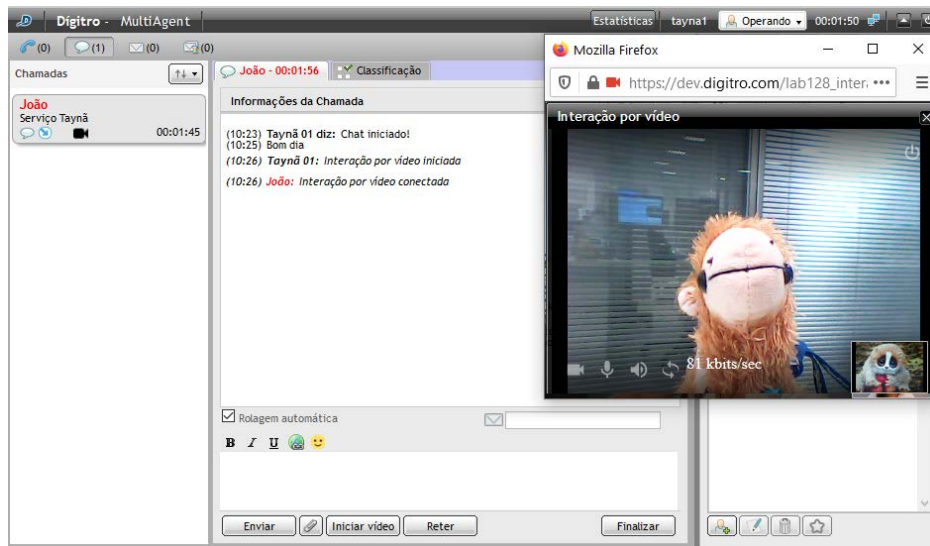 Dígitro - MultiAgent
Estatísticas tayna1 Operando 00:01:50
(0) (1) (0) (0)
Chamadas
João
Serviço Taynã
00:01:45
João - 00:01:56 Classificação
Informações da Chamada
(10:23) Taynã 01 diz: Chat iniciado!
(10:25) Bom dia
(10:26) Taynã 01: Interação por vídeo iniciada
(10:26) João: Interação por vídeo conectada
Mozilla Firefox
https://dev.digitro.com/lab128_inter
Interação por vídeo
81 kbits/sec
Rolagem automática
B I U
Enviar Iniciar vídeo Reter Finalizar